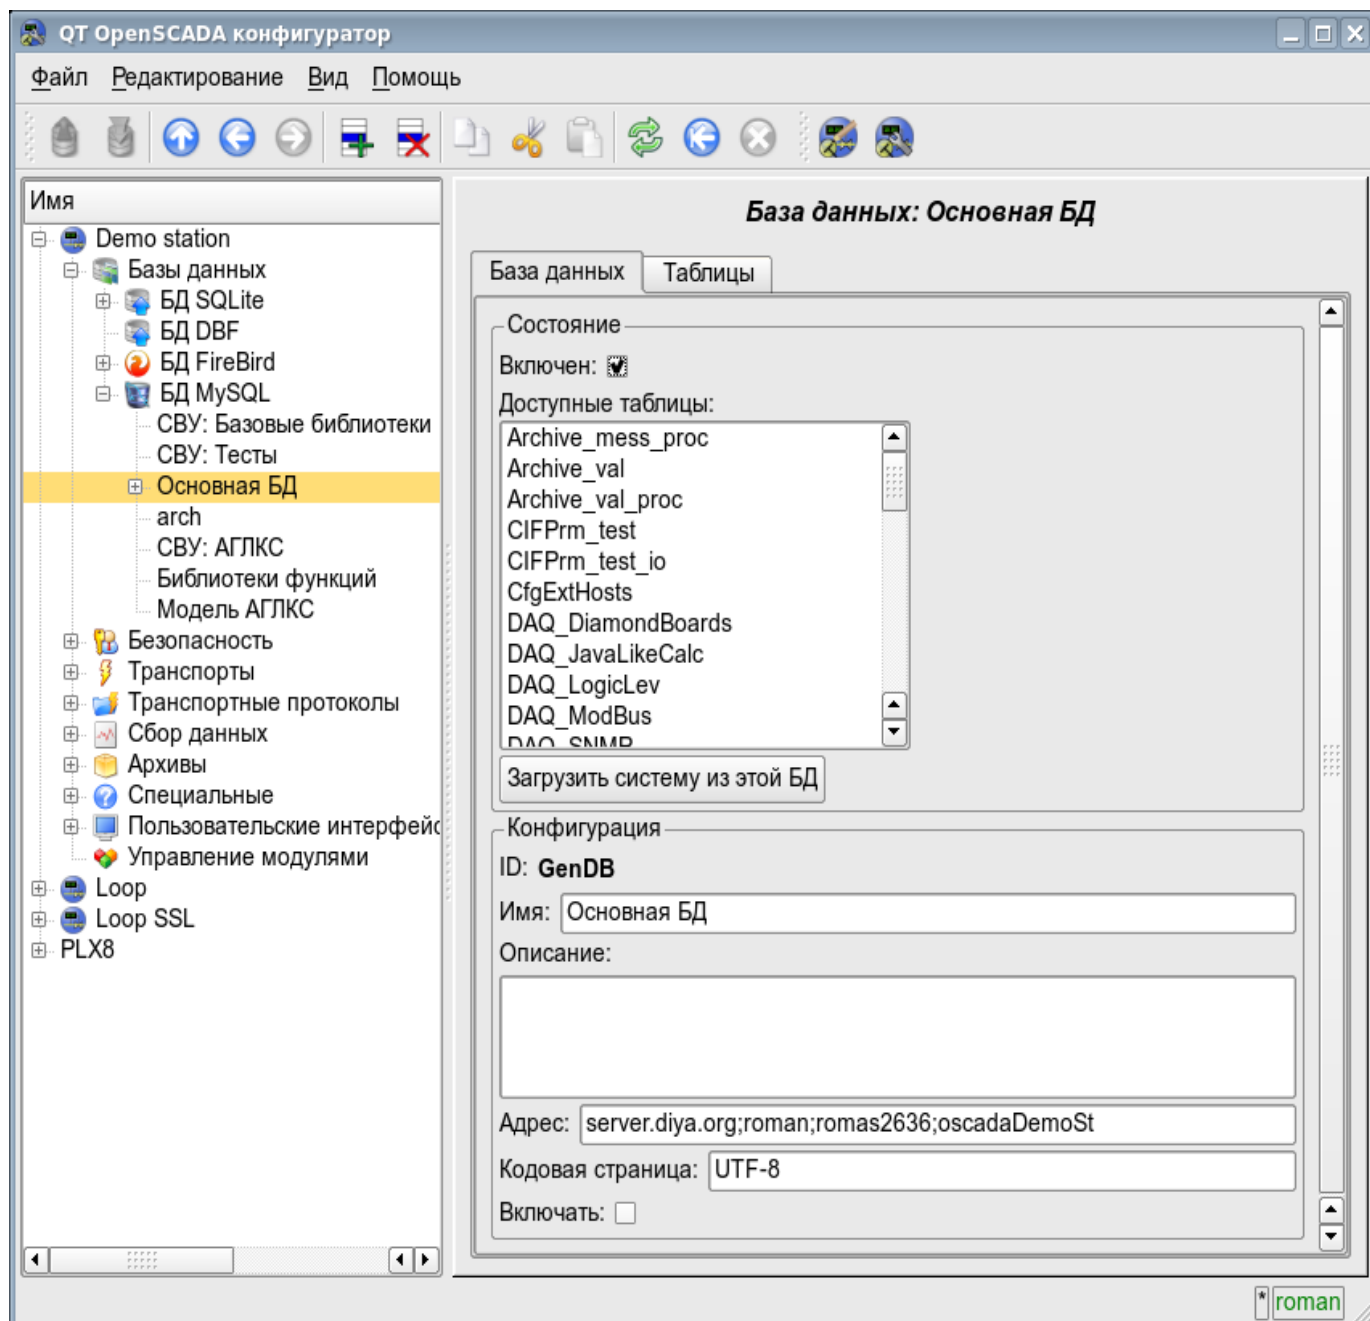 QT OpenSCADA конфигуратор
Файл Редактирование Вид Помощь
Имя
Demo station
Базы данных
БД SQLite
БД DBF
БД FireBird
БД MySQL
СВУ: Базовые библиотеки
СВУ: Тесты
Основная БД
arch
СВУ: АГЛКС
Библиотеки функций
Модель АГЛКС
Безопасность
Транспорты
Транспортные протоколы
Сбор данных
Архивы
Специальные
Пользовательские интерфейс
Управление модулями
Loop
Loop SSL
PLX8
База данных: Основная БД
База данных Таблицы
Состояние
Включен:
Доступные таблицы:
Archive_mess_proc
Archive_val
Archive_val_proc
CIFPrm_test
CIFPrm_test_io
CfgExtHosts
DAQ_DiamondBoards
DAQ_JavaLikeCalc
DAQ_LogicLev
DAQ_ModBus
DAQ_SNMP
Загрузить систему из этой БД
Конфигурация
ID: GenDB
Имя: Основная БД
Описание:
Адрес: server.diya.org;roman;romas2636;oscadaDemoSt
Кодовая страница: UTF-8
Включать:
* roman